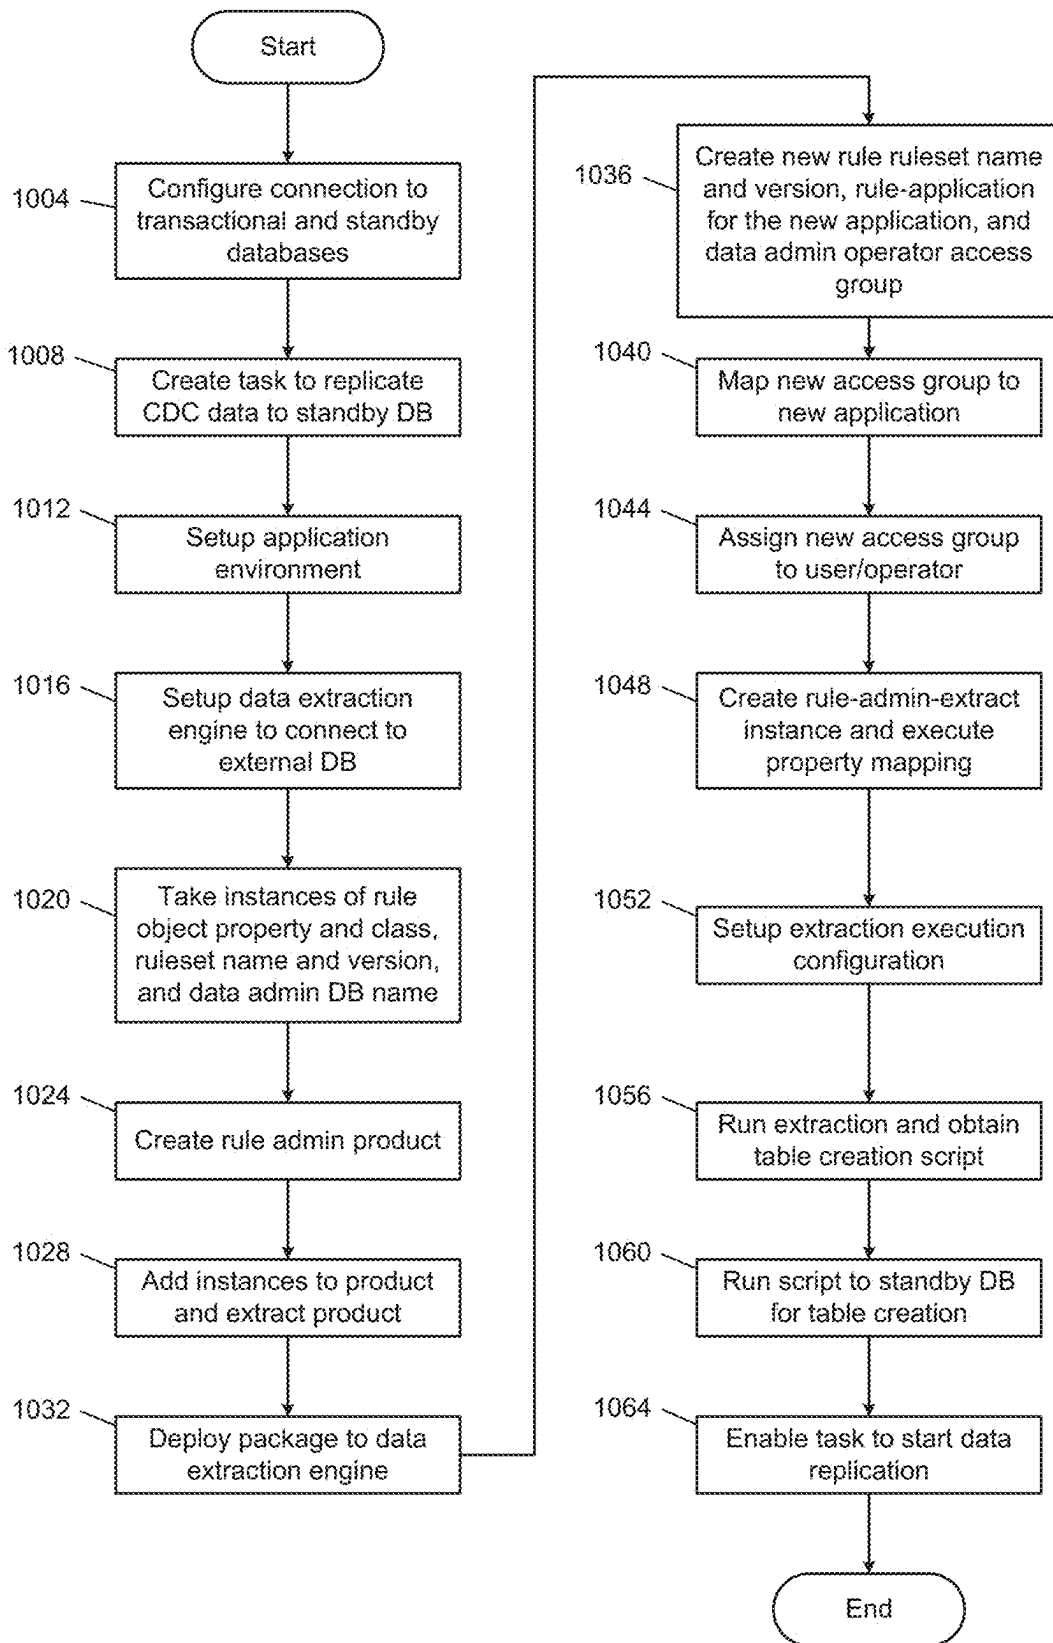 Start
1004
Configure connection to
transactional and standby
databases
1008
Create task to replicate
CDC data to standby DB
1012
Setup application
environment
1016
Setup data extraction
engine to connect to
external DB
1020
Take instances of rule
object property and class,
ruleset name and version,
and data admin DB name
1024
Create rule admin product
1028
Add instances to product
and extract product
1032
Deploy package to data
extraction engine
1036
Create new rule ruleset name
and version, rule-application
for the new application, and
data admin operator access
group
1040
Map new access group to
new application
1044
Assign new access group
to user/operator
1048
Create rule-admin-extract
instance and execute
property mapping
1052
Setup extraction execution
configuration
1056
Run extraction and obtain
table creation script
1060
Run script to standby DB
for table creation
1064
Enable task to start data
replication
End